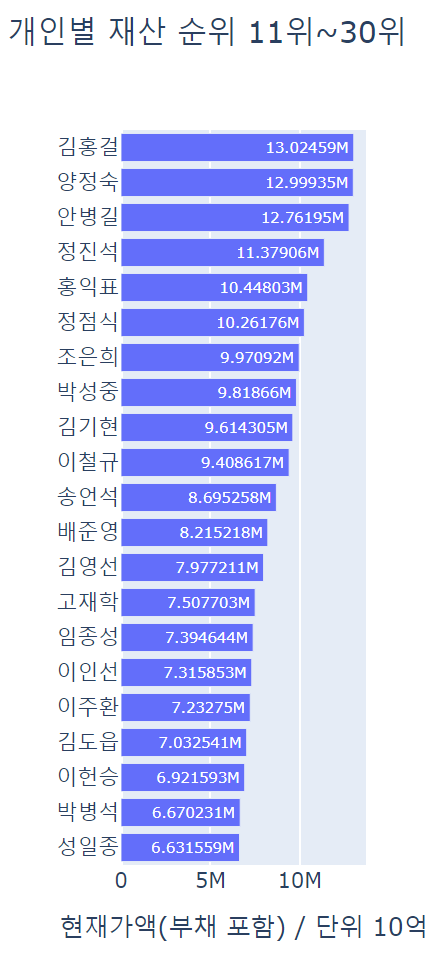 개인별 재산 순위 11위~30위
김홍걸 13.02459M
양정숙 12.99935M
안병길 12.76195M
정진석 11.37906M
홍익표 10.44803M
정점식 10.26176M
조은희 9.97092M
박성중 9.81866M
김기현 9.614305M
이철규 9.408617M
송언석 8.695258M
배준영 8.215218M
김영선 7.977211M
고재학 7.507703M
임종성 7.394644M
이인선 7.315853M
이주환 7.23275M
김도읍 7.032541M
이헌승 6.921593M
박병석 6.670231M
성일종 6.631559M
0 5M 10M
현재가액(부채 포함) / 단위 10억